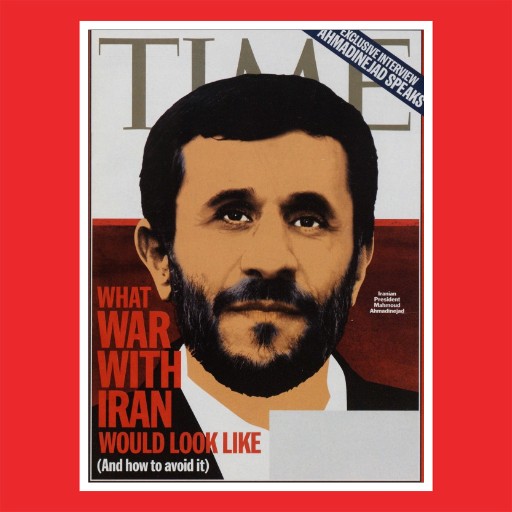 TIME
EXCLUSIVE INTERVIEW
AHMADINEJAD SPEAKS
Iranian
President
Mahmoud
Ahmadinejad
WHAT
WAR
WITH
IRAN
WOULD LOOK LIKE
(And how to avoid it)